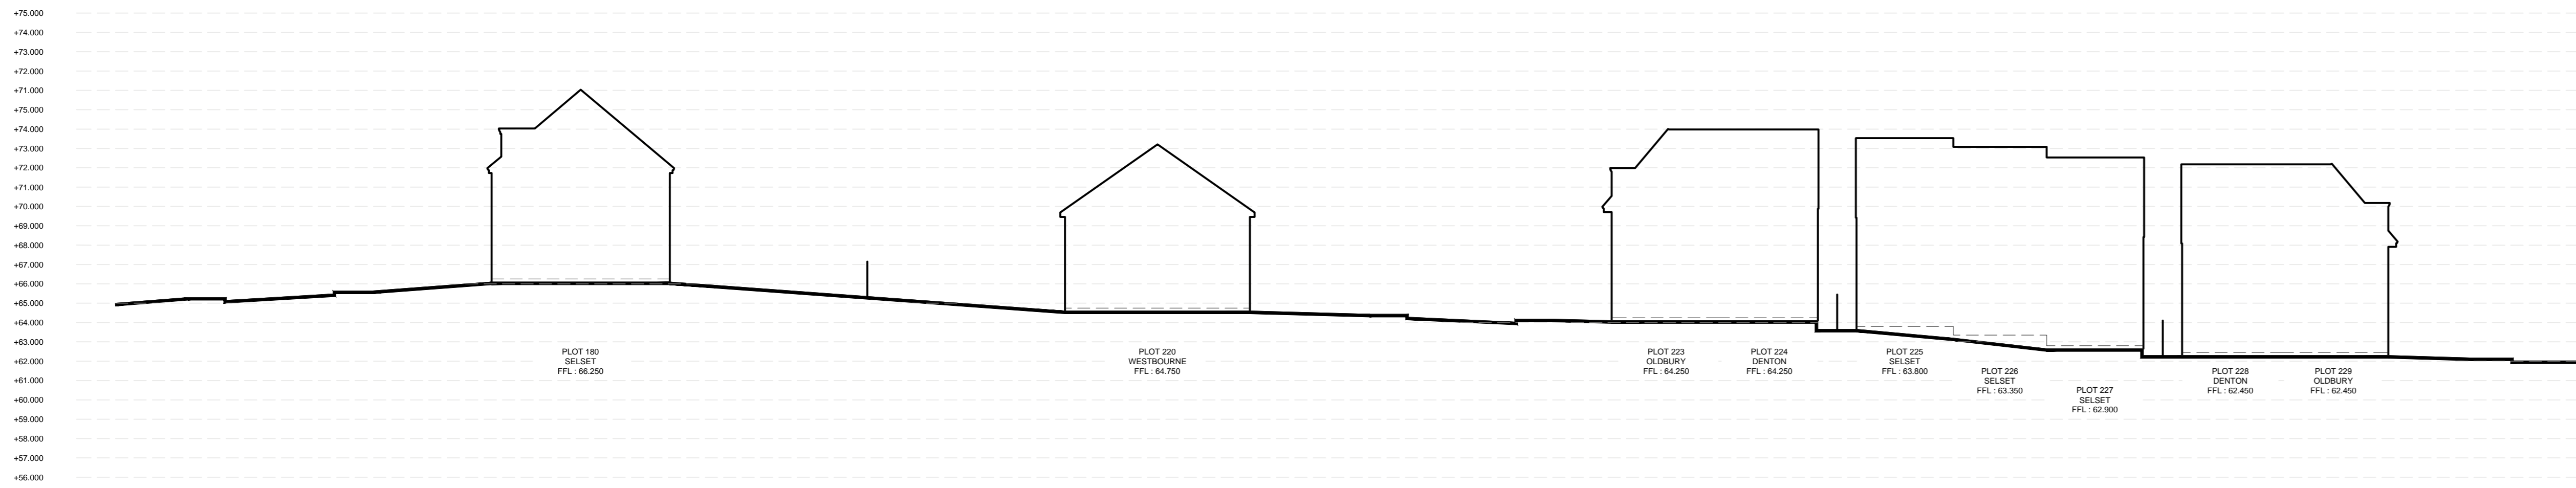 +75.000
+74.000
+73.000
+72.000
+71.000
+75.000
+74.000
+73.000
+72.000
+71.000
+70.000
+69.000
+68.000
+67.000
+66.000
+65.000
+64.000
+63.000
+62.000
+61.000
+60.000
+59.000
+58.000
+57.000
+56.000
PLOT 180
SELSET
FFL : 66.250
PLOT 220
WESTBOURNE
FFL : 64.750
PLOT 223
OLDBURY
FFL : 64.250
PLOT 224
DENTON
FFL : 64.250
PLOT 225
SELSET
FFL : 63.800
PLOT 226
SELSET
FFL : 63.350
PLOT 227
SELSET
FFL : 62.900
PLOT 228
DENTON
FFL : 62.450
PLOT 229
OLDBURY
FFL : 62.450